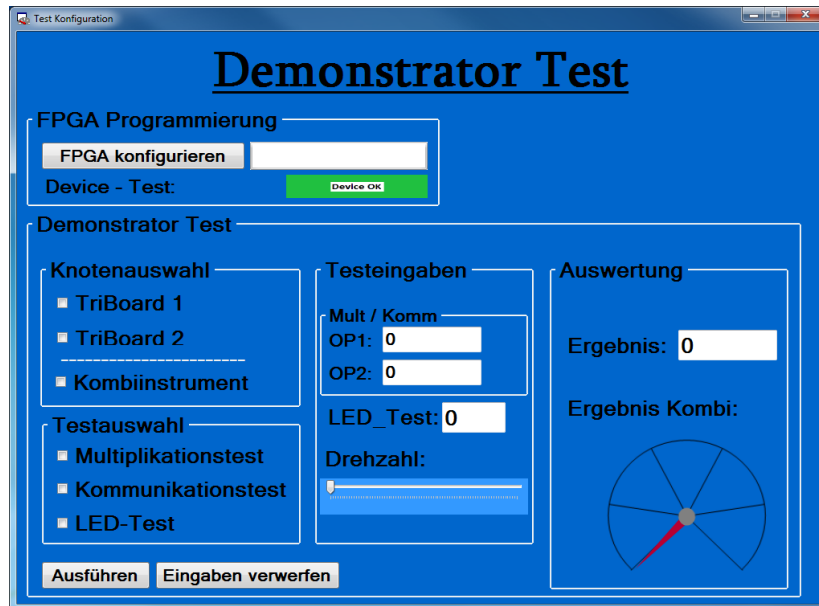 Test Konfiguration
Demonstrator Test
FPGA Programmierung
FPGA konfigurieren
Device - Test:
Device OK
Demonstrator Test
Knotenauswahl
TriBoard 1
TriBoard 2
Kombiinstrument
Testauswahl
Multiplikationstest
Kommunikationstest
LED-Test
Testeingaben
Mult / Komm
OP1: 0
OP2: 0
LED_Test: 0
Drehzahl:
Auswertung
Ergebnis: 0
Ergebnis Kombi:
Ausführen
Eingaben verwerfen